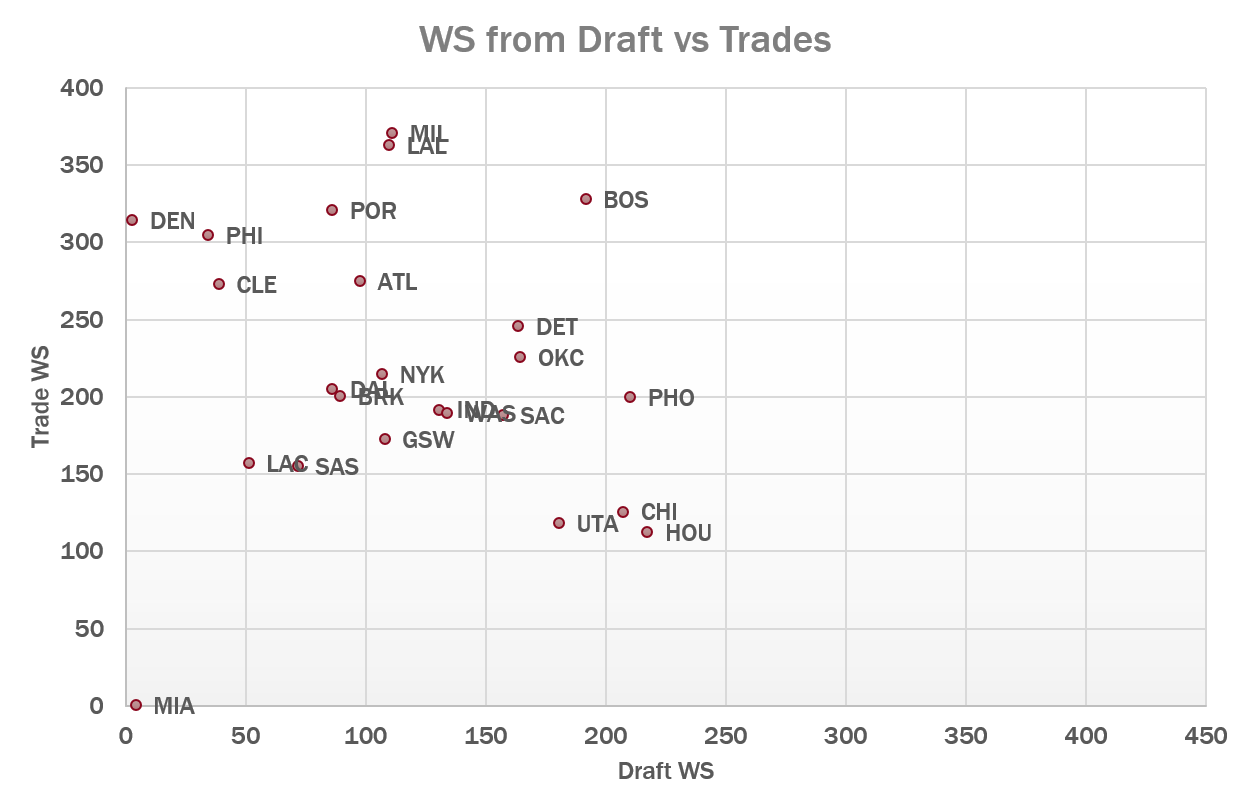 WS from Draft vs Trades
400
MIL
LAL
350
BOS
POR
DEN
PHI
300
CLE
ATL
250
DET
OKC
NYK
DAL
BRK
200
PHO
IND
WAS
SAC
GSW
LAC
SAS
150
UTA
CHI
HOU
100
50
0
MIA
Trade WS
0 50 100 150 200 250 300 350 400 450
Draft WS